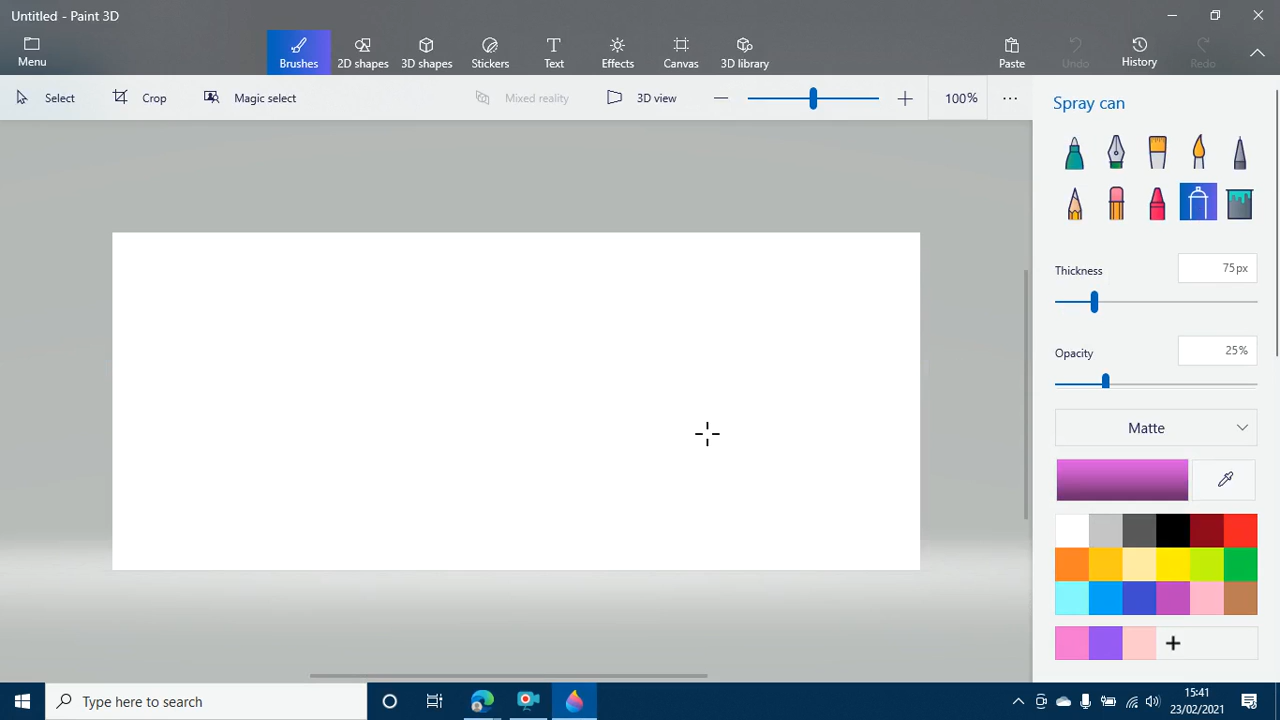 Untitled - Paint 3D
Menu
Brushes
2D shapes
3D shapes
Stickers
Text
Effects
Canvas
3D library
Paste
Undo
History
Redo
Select
Crop
Magic select
Mixed reality
3D view
100%
Spray can
Thickness
75px
Opacity
25%
Matte
Type here to search
15:41
23/02/2021